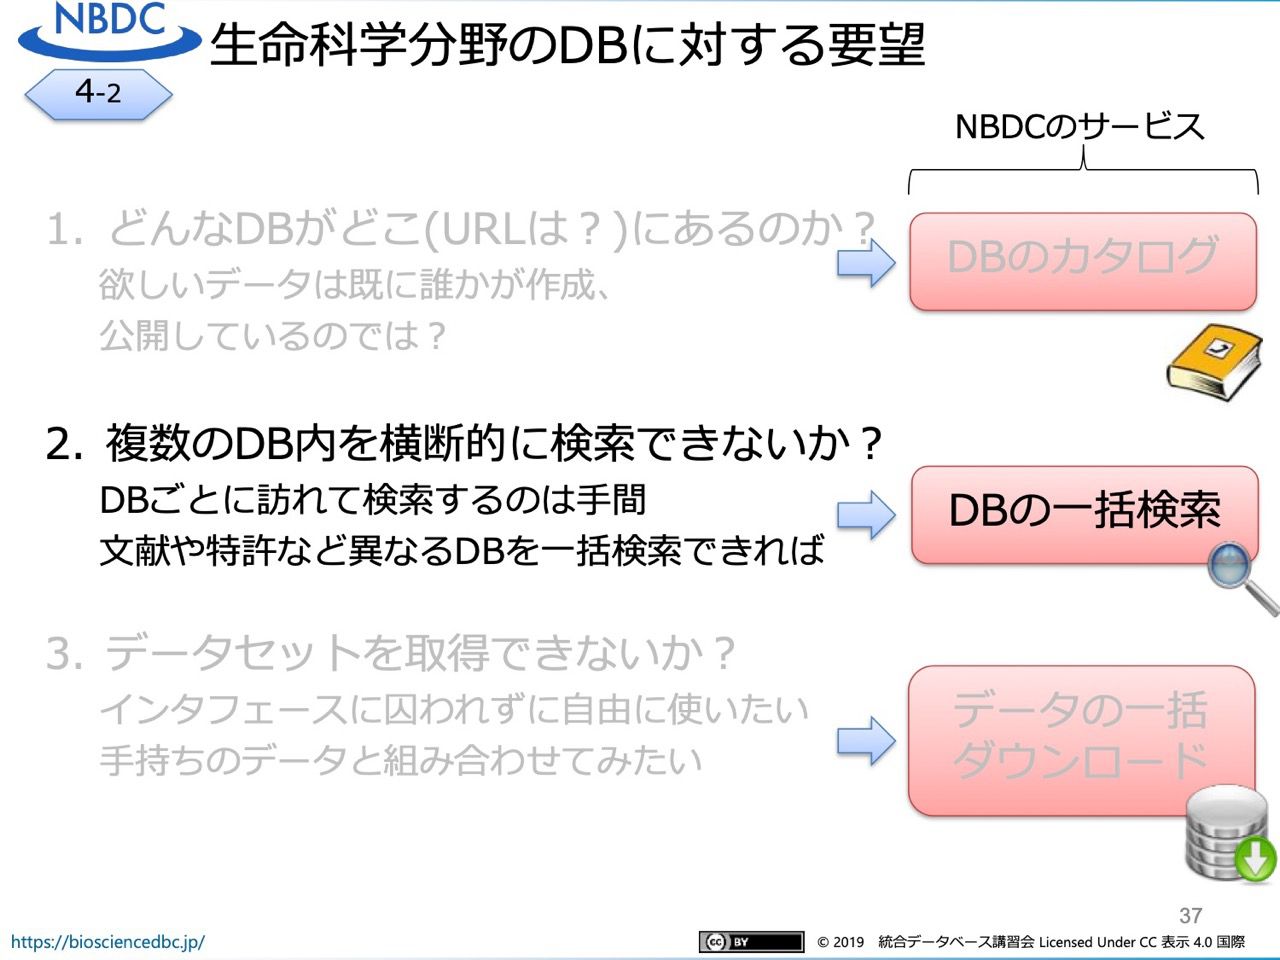 NBDC
生命科学分野のDBに対する要望
4-2
NBDCのサービス
1. どんなDBがどこ(URLは？)にあるのか？
欲しいデータは既に誰かが作成、
公開しているのでは？
DBのカタログ
2. 複数のDB内を横断的に検索できないか？
DBごとに訪れて検索するのは手間
文献や特許など異なるDBを一括検索できれば
DBの一括検索
3. データセットを取得できないか？
インタフェースに囚われずに自由に使いたい
手持ちのデータと組み合わせてみたい
データの一括
ダウンロード
37
https://biosciencedbc.jp/
cc BY
© 2019 統合データベース講習会 Licensed Under CC 表示 4.0 国際